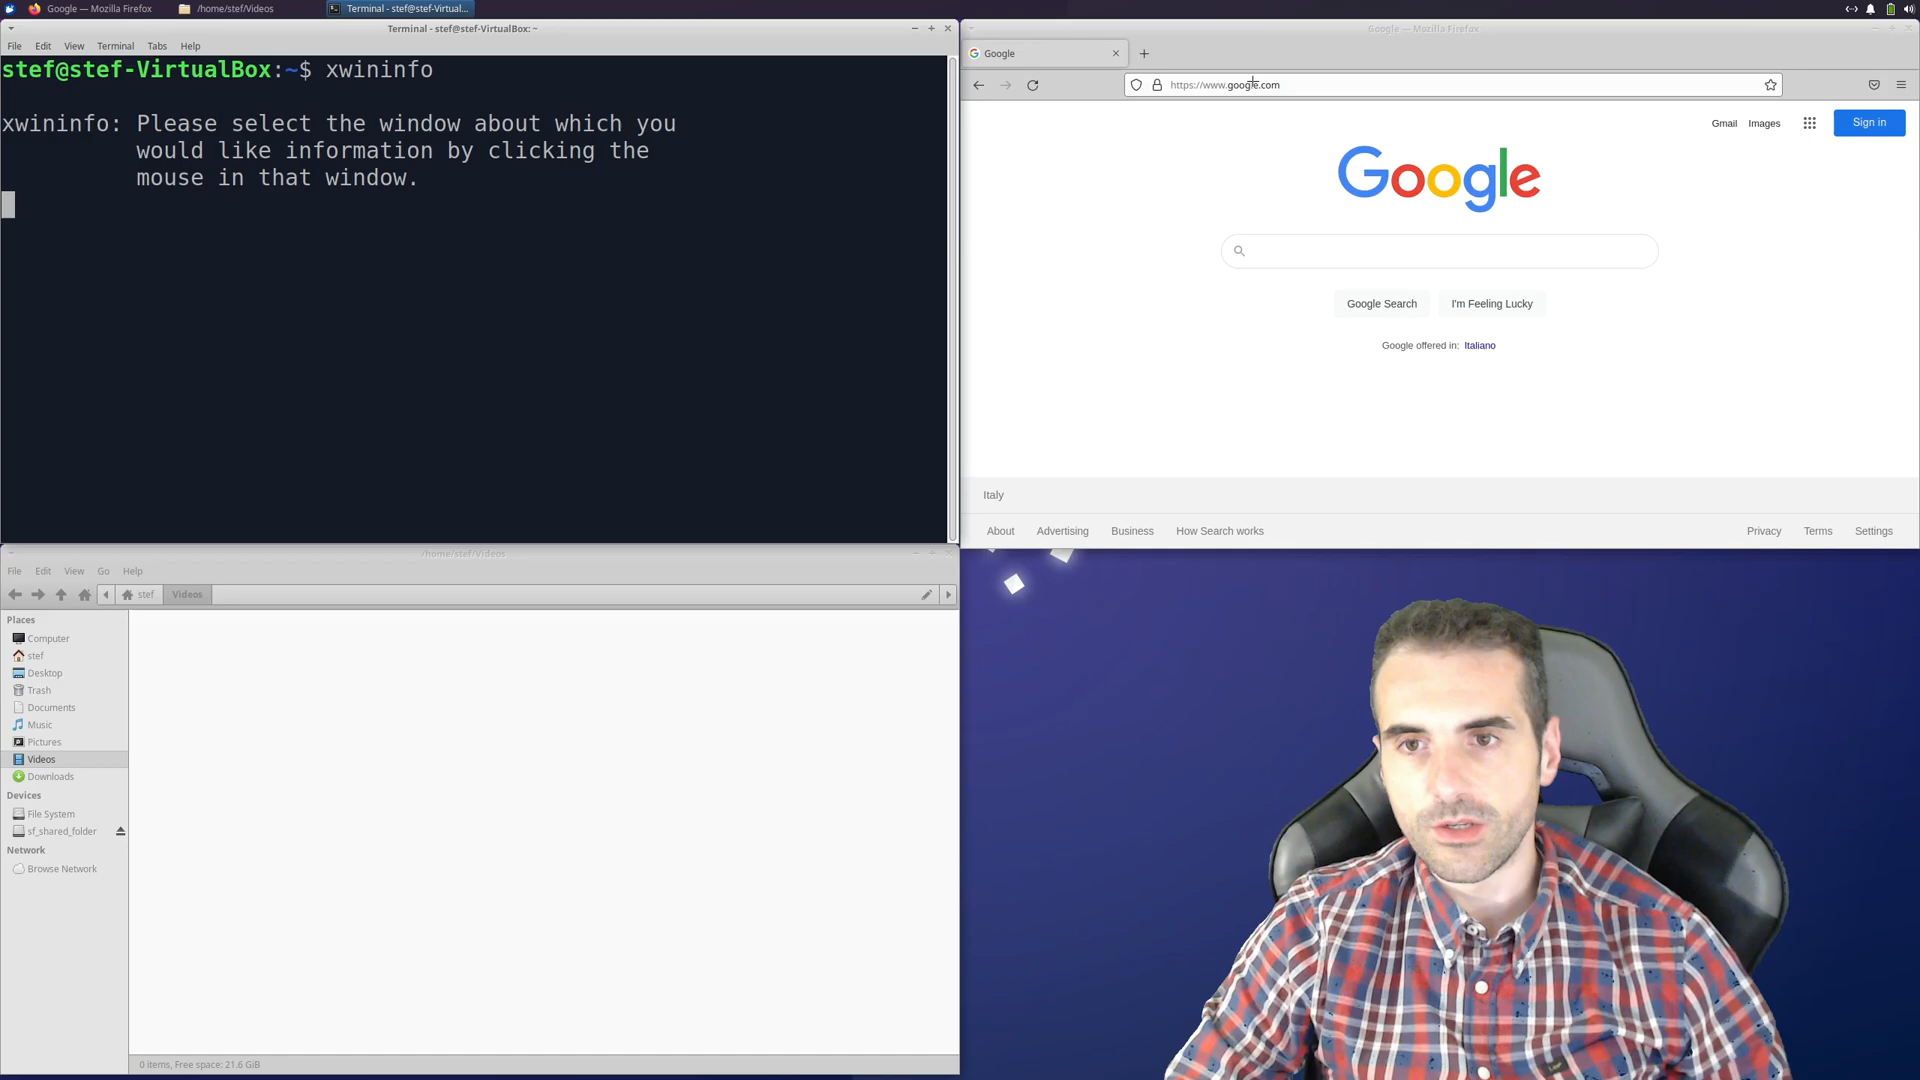 Google — Mozilla Firefox
/home/stef/Videos
Terminal - stef@stef-Virtual...
Terminal - stef@stef-VirtualBox: ~
File Edit View Terminal Tabs Help
stef@stef-VirtualBox:~$ xwininfo
xwininfo: Please select the window about which you
would like information by clicking the
mouse in that window.
Google — Mozilla Firefox
Google
https://www.google.com
Gmail Images Sign in
Google
Google Search I'm Feeling Lucky
Google offered in: Italiano
Italy
About Advertising Business How Search works Privacy Terms Settings
/home/stef/Videos
File Edit View Go Help
stef Videos
Places
Computer
stef
Desktop
Trash
Documents
Music
Pictures
Videos
Downloads
Devices
File System
sf_shared_folder
Network
Browse Network
0 items, Free space: 21.6 GiB